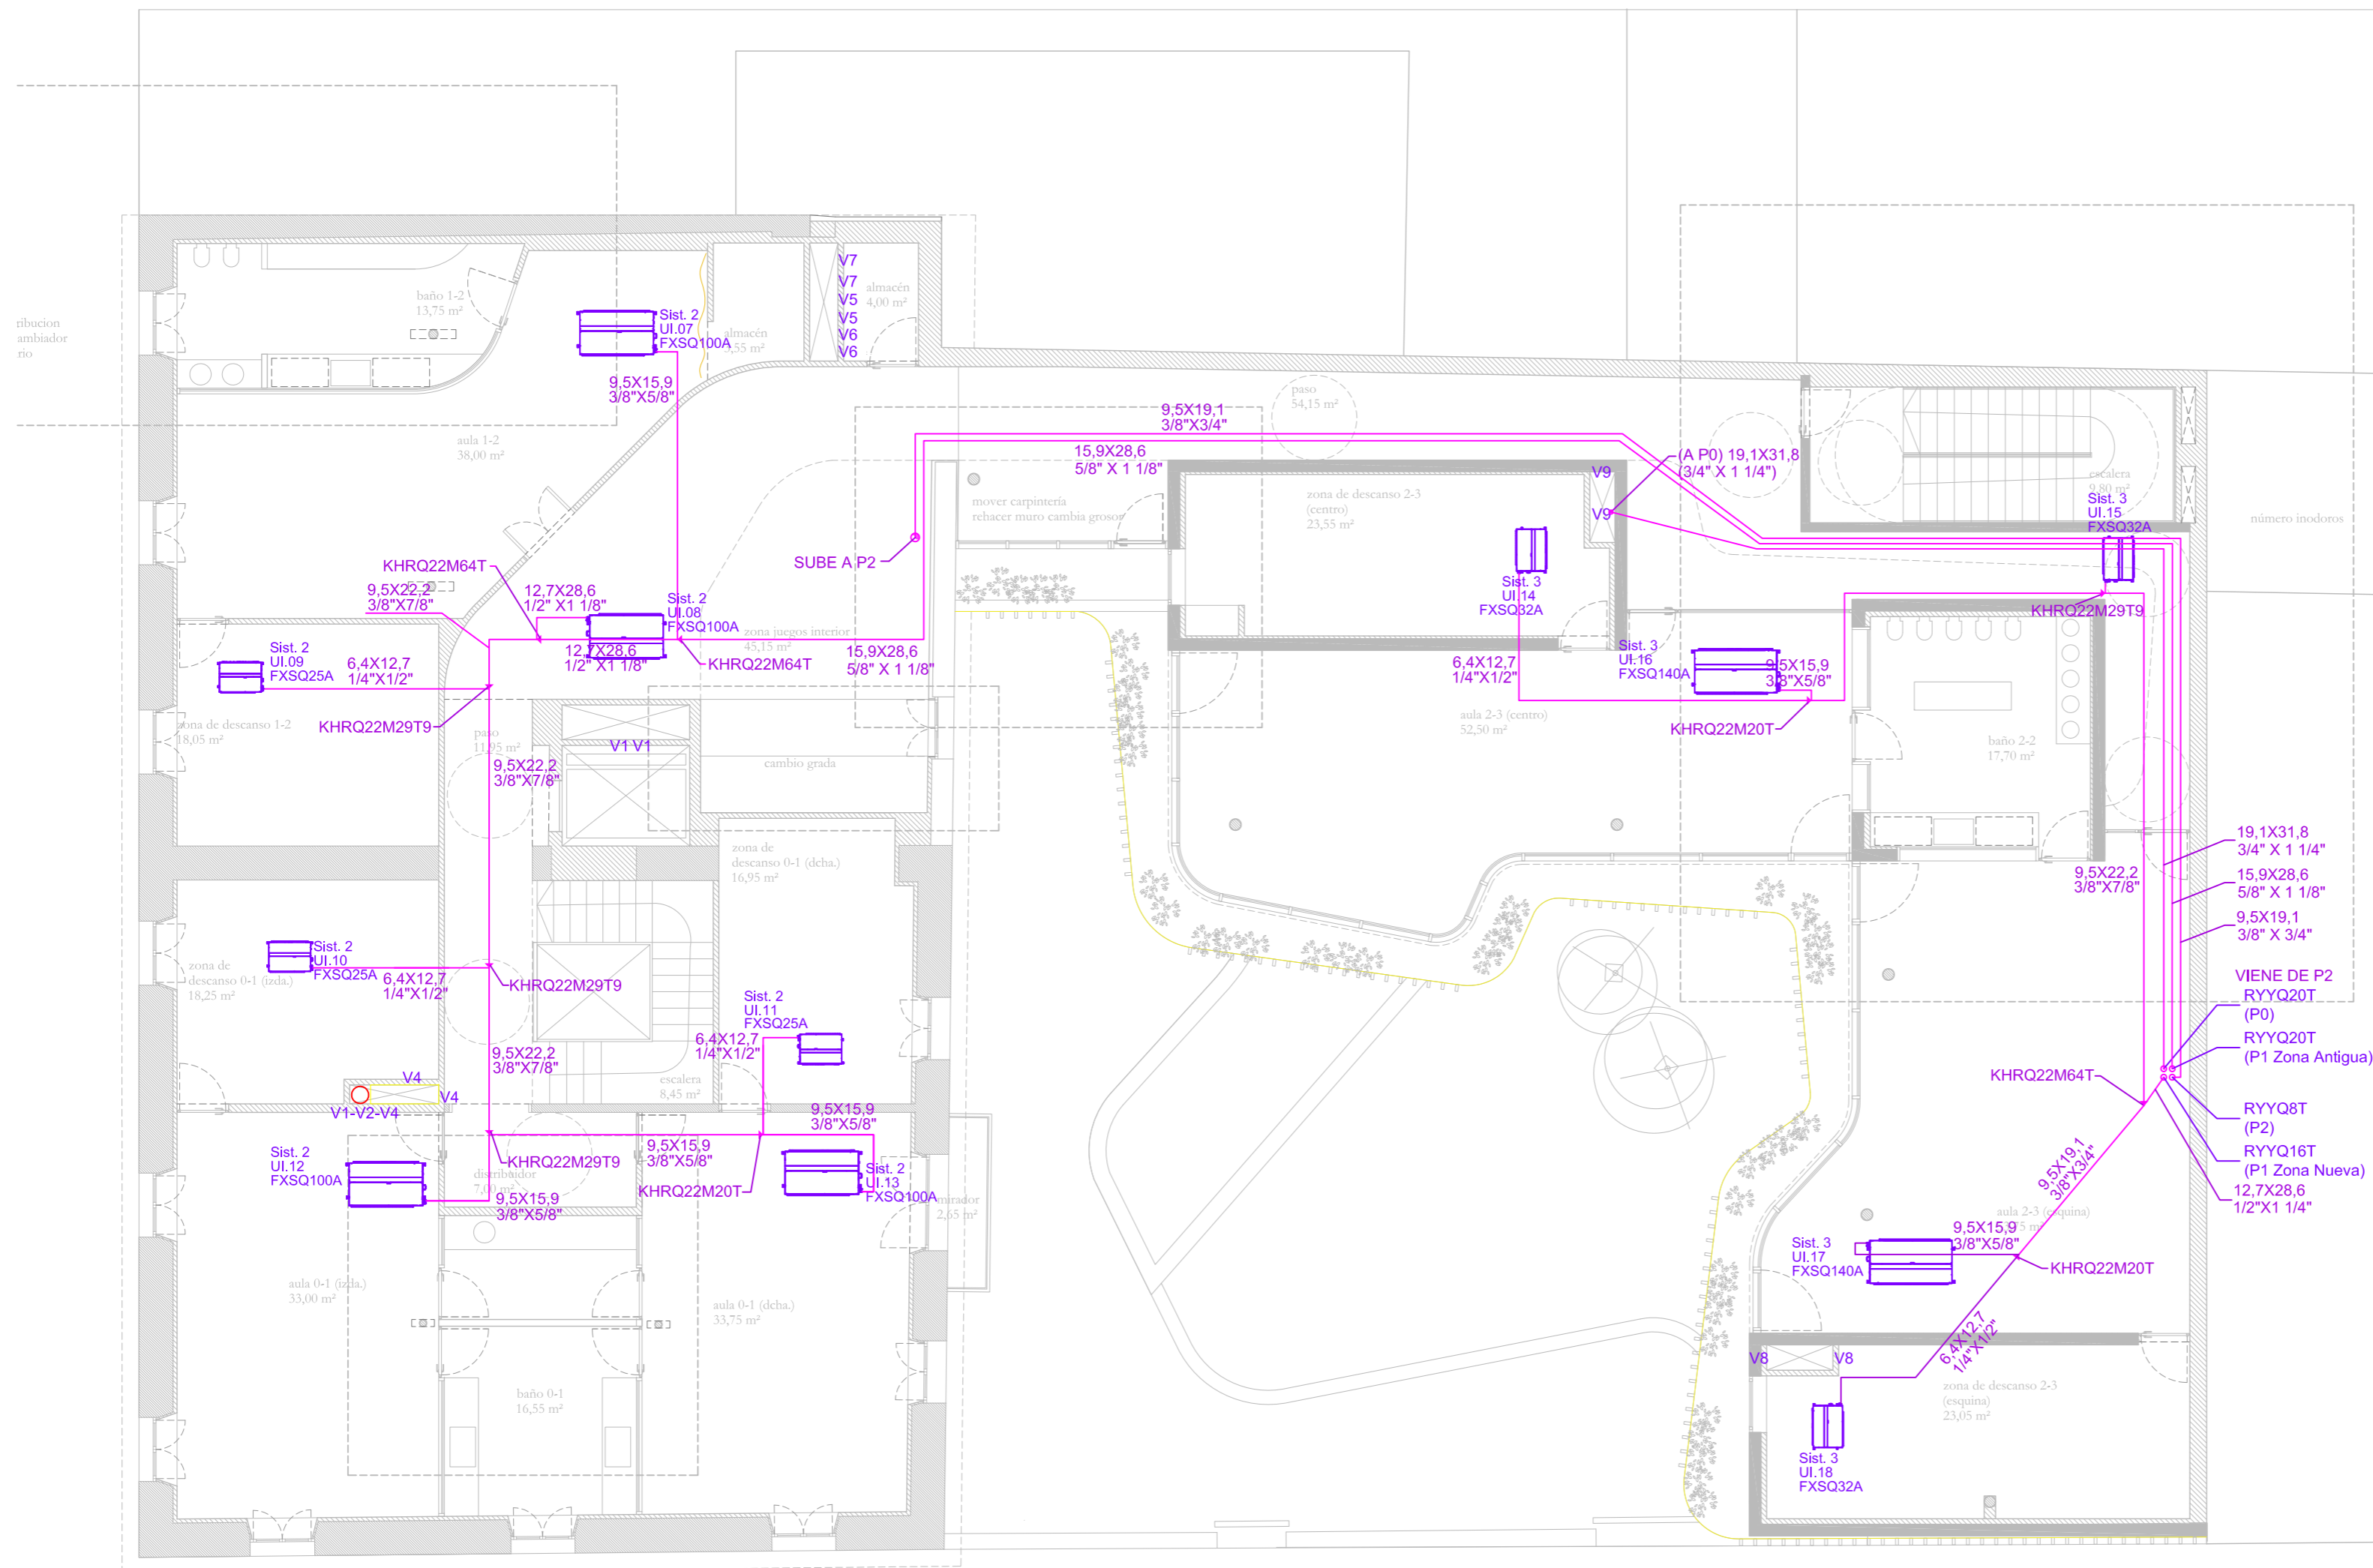 ribucion
ambiador
rio
baño 1-2
13,75 m²
Sist. 2
UI.07
FXSQ100A
almacén
V7
V7
V5
V5
V6
V6
almacén
4,00 m²
9,5X15,9
3/8"X5/8"
aula 1-2
38,00 m²
paso
54,15 m²
9,5X19,1
3/8"X3/4"
15,9X28,6
5/8" X 1 1/8"
mover carpintería
rehacer muro cambia grosor
zona de descanso 2-3
(centro)
23,55 m²
V9
V9
(A P0) 19,1X31,8
(3/4" X 1 1/4")
escalera
9,80 m²
Sist. 3
UI.15
FXSQ32A
número inodoros
KHRQ22M64T
9,5X22,2
3/8"X7/8"
12,7X28,6
1/2" X1 1/8"
Sist. 2
UI.08
FXSQ100A
SUBE A P2
zona juegos interior
45,15 m²
12,7X28,6
1/2" X1 1/8"
KHRQ22M64T
15,9X28,6
5/8" X 1 1/8"
Sist. 3
UI.14
FXSQ32A
KHRQ22M29T9
Sist. 2
UI.09
FXSQ25A
6,4X12,7
1/4"X1/2"
6,4X12,7
1/4"X1/2"
Sist. 3
UI.16
FXSQ140A
9,5X15,9
3/8"X5/8"
zona de descanso 1-2
18,05 m²
KHRQ22M29T9
paso
11,95 m²
V1 V1
cambio grada
aula 2-3 (centro)
52,50 m²
KHRQ22M20T
baño 2-2
17,70 m²
9,5X22,2
3/8"X7/8"
zona de
descanso 0-1 (dcha.)
16,95 m²
9,5X22,2
3/8"X7/8"
19,1X31,8
3/4" X 1 1/4"
15,9X28,6
5/8" X 1 1/8"
9,5X19,1
3/8" X 3/4"
zona de
descanso 0-1 (izda.)
18,25 m²
Sist. 2
UI.10
FXSQ25A
6,4X12,7
1/4"X1/2"
KHRQ22M29T9
VIENE DE P2
RYYQ20T
(P0)
RYYQ20T
(P1 Zona Antigua)
Sist. 2
UI.11
FXSQ25A
6,4X12,7
1/4"X1/2"
9,5X22,2
3/8"X7/8"
escalera
8,45 m²
V4
V4
V1-V2-V4
KHRQ22M64T
RYYQ8T
(P2)
RYYQ16T
(P1 Zona Nueva)
12,7X28,6
1/2"X1 1/4"
9,5X15,9
3/8"X5/8"
9,5X15,9
3/8"X5/8"
KHRQ22M29T9
distribuidor
7,00 m²
KHRQ22M20T
Sist. 2
UI.12
FXSQ100A
9,5X15,9
3/8"X5/8"
Sist. 2
UI.13
FXSQ100A
mirador
2,65 m²
9,5X19,1
3/8"X3/4"
aula 2-3 (esquina)
9,5X15,9
3/8"X5/8"
Sist. 3
UI.17
FXSQ140A
KHRQ22M20T
aula 0-1 (izda.)
33,00 m²
aula 0-1 (dcha.)
33,75 m²
6,4X12,7
1/4"X1/2"
V8
V8
baño 0-1
16,55 m²
zona de descanso 2-3
(esquina)
23,05 m²
Sist. 3
UI.18
FXSQ32A